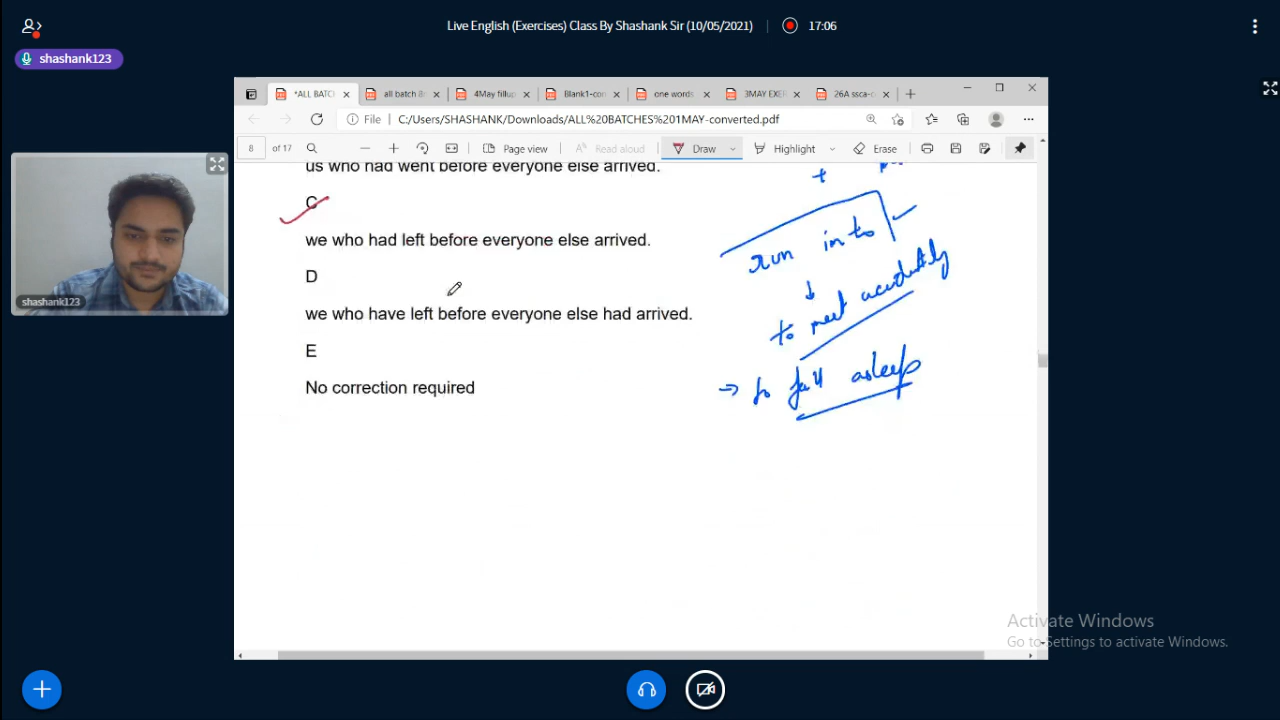 Live English (Exercises) Class By Shashank Sir (10/05/2021)
17:06
shashank123
*ALL BATCH
all batch 8
4May fillup
Blank1-con
one words
3MAY EXER
26A ssca-c
File
C:/Users/SHASHANK/Downloads/ALL%20BATCHES%201MAY-converted.pdf
8 of 17
Page view
Read aloud
Draw
Highlight
Erase
us who had went before everyone else arrived.
C
we who had left before everyone else arrived.
D
we who have left before everyone else had arrived.
E
No correction required
+
run into
to meet accidentally
→ to fall asleep
shashank123
Activate Windows
Go to Settings to activate Windows.